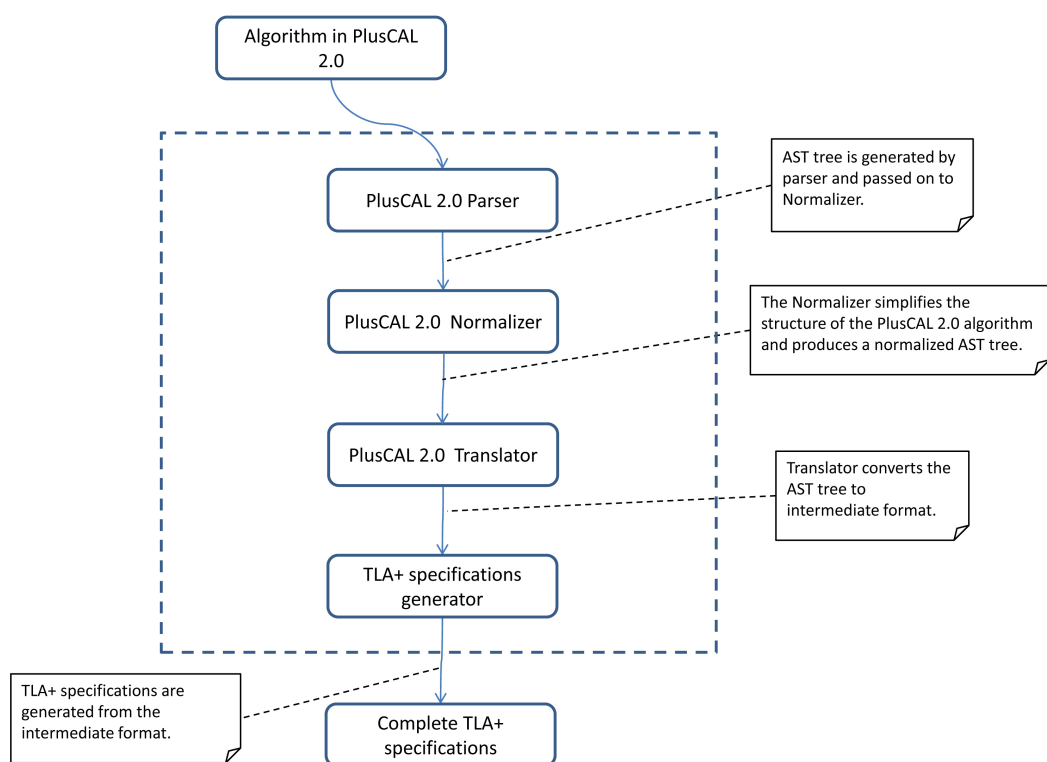 Algorithm in PlusCAL
2.0
PlusCAL 2.0 Parser
AST tree is generated by
parser and passed on to
Normalizer.
PlusCAL 2.0  Normalizer
The Normalizer simplifies the
structure of the PlusCAL 2.0 algorithm
and produces a normalized AST tree.
PlusCAL 2.0  Translator
Translator converts the
AST tree to
intermediate format.
TLA+ specifications
generator
TLA+ specifications are
generated from the
intermediate format.
Complete TLA+
specifications